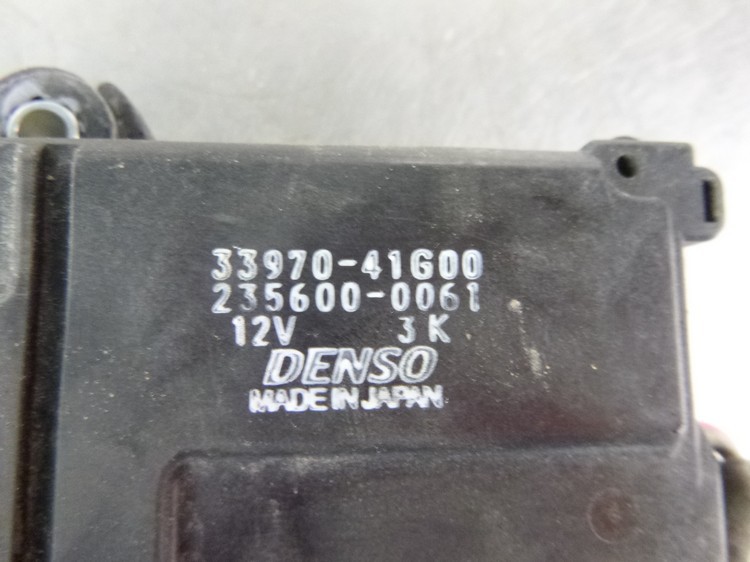 33970-41G00
235600-0061
12V 3K
DENSO
MADE IN JAPAN